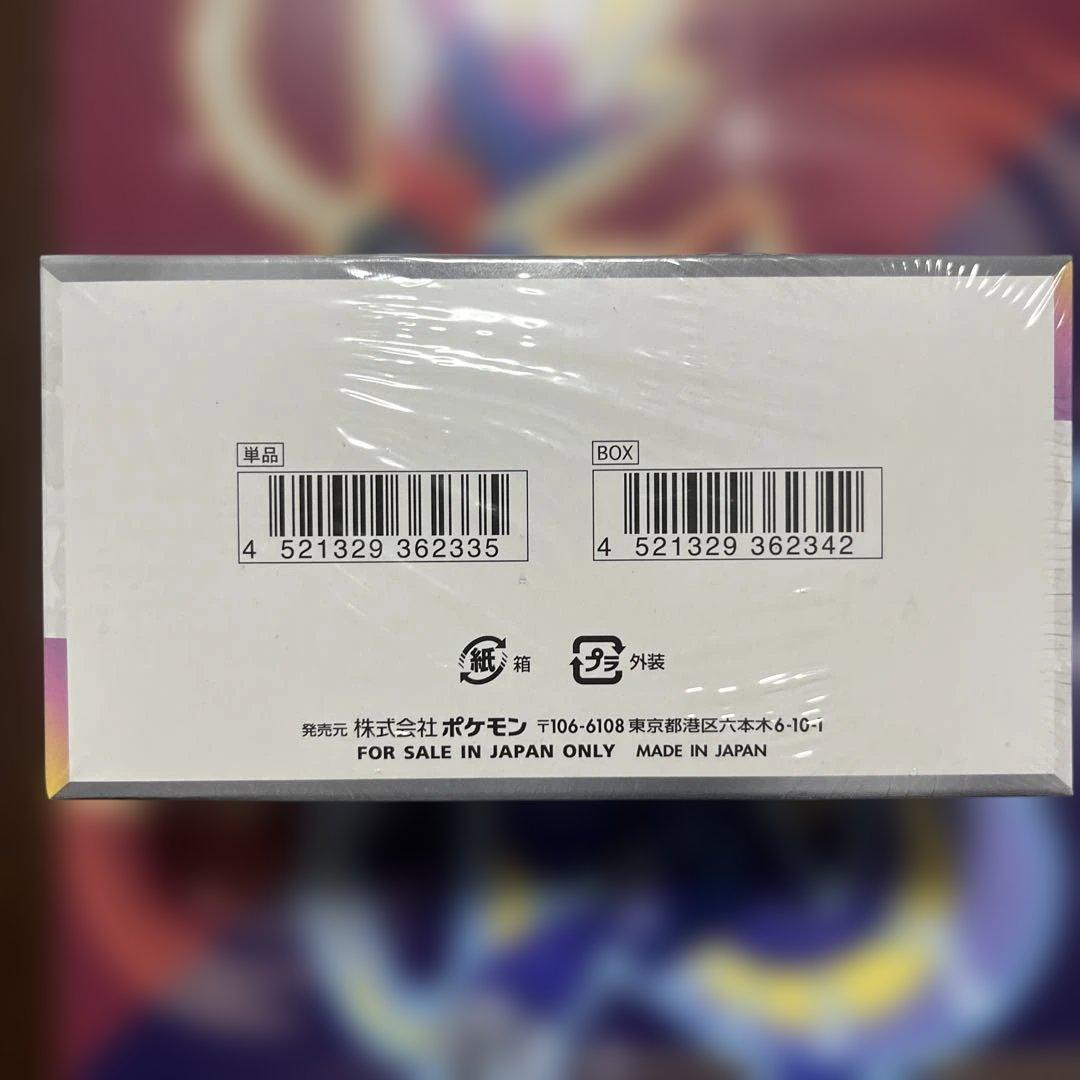 単品
4 521329 362335
BOX
4 521329 362342
紙 箱
プラ 外装
発売元 株式会社 ポケモン 〒106-6108 東京都港区六本木6-10-1
FOR SALE IN JAPAN ONLY MADE IN JAPAN